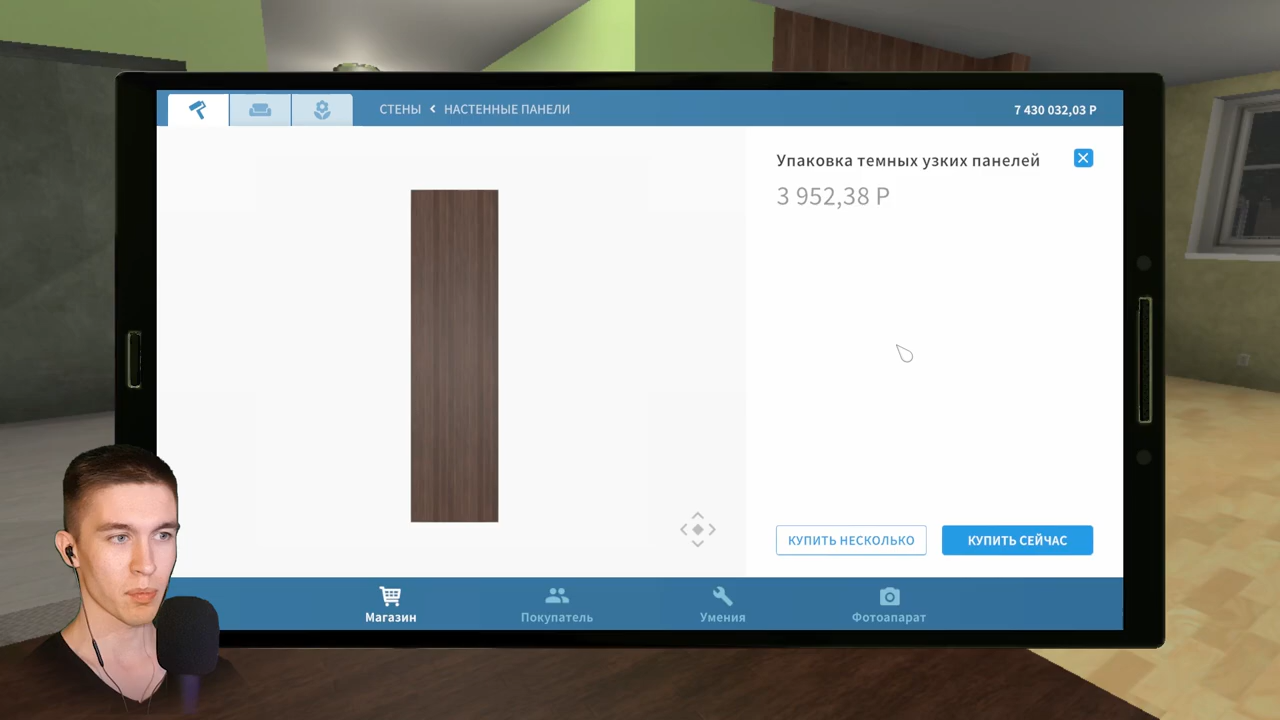 СТЕНЫ < НАСТЕННЫЕ ПАНЕЛИ
7 430 032,03 Р
Упаковка темных узких панелей
3 952,38 Р
КУПИТЬ НЕСКОЛЬКО
КУПИТЬ СЕЙЧАС
Магазин
Покупатель
Умения
Фотоапарат